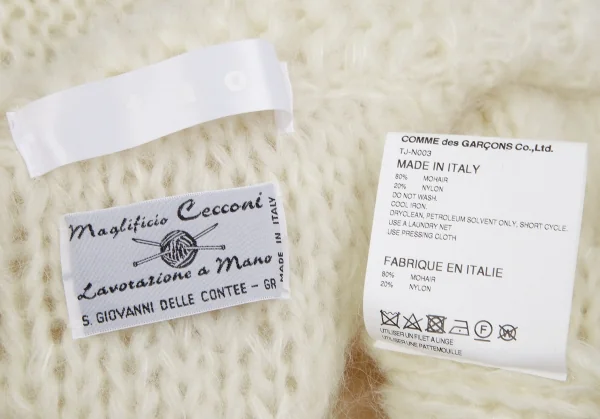 Maglificio Cecconi
Lavorazione a Mano
S. GIOVANNI DELLE CONTEE - GR
MADE IN ITALY
COMME des GARÇONS Co., Ltd.
TJ-N003
MADE IN ITALY
80% MOHAIR
20% NYLON
DO NOT WASH.
COOL IRON.
DRYCLEAN, PETROLEUM SOLVENT ONLY, SHORT CYCLE.
USE A LAUNDRY NET
USE PRESSING CLOTH
FABRIQUE EN ITALIE
80% MOHAIR
20% NYLON
UTILISER UN FILET A LINGE
UTILISER UNE PATTEMOUILLE